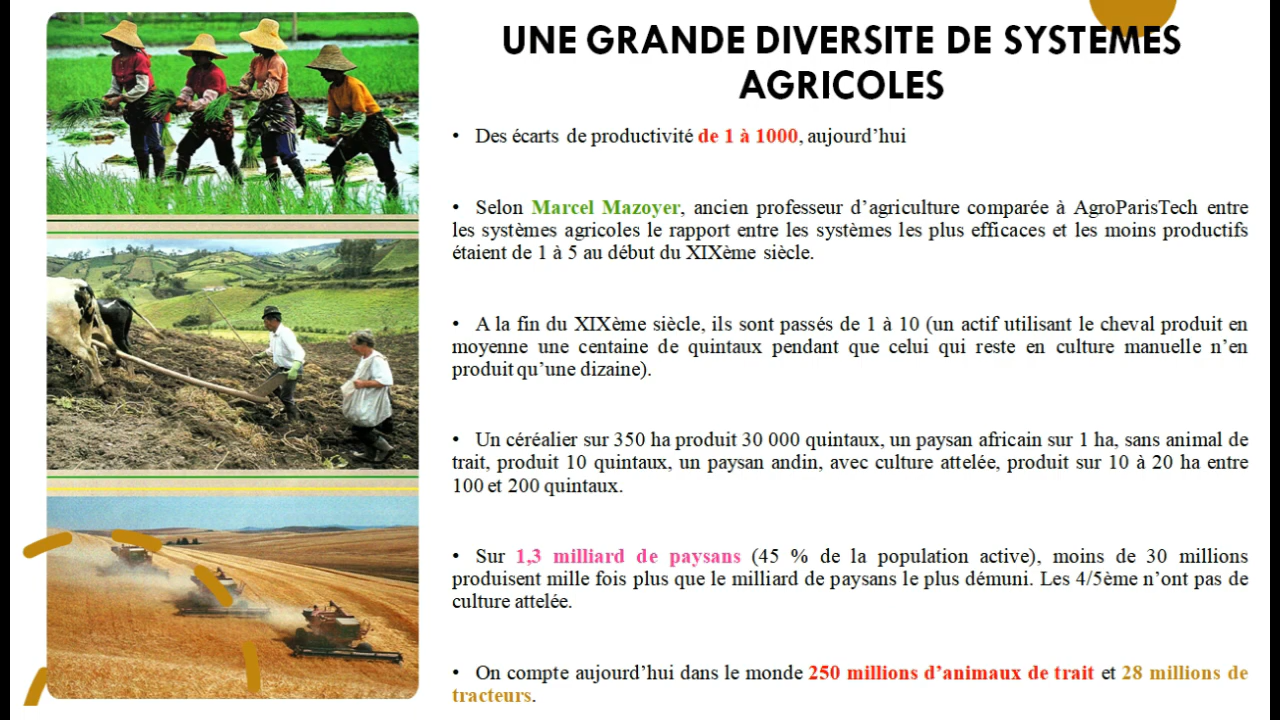 UNE GRANDE DIVERSITE DE SYSTEMES
AGRICOLES
• Des écarts de productivité de 1 à 1000, aujourd’hui
• Selon Marcel Mazoyer, ancien professeur d’agriculture comparée à AgroParisTech entre
les systèmes agricoles le rapport entre les systèmes les plus efficaces et les moins productifs
étaient de 1 à 5 au début du XIXème siècle.
• A la fin du XIXème siècle, ils sont passés de 1 à 10 (un actif utilisant le cheval produit en
moyenne une centaine de quintaux pendant que celui qui reste en culture manuelle n’en
produit qu’une dizaine).
• Un céréalier sur 350 ha produit 30 000 quintaux, un paysan africain sur 1 ha, sans animal de
trait, produit 10 quintaux, un paysan andin, avec culture attelée, produit sur 10 à 20 ha entre
100 et 200 quintaux.
• Sur 1,3 milliard de paysans (45 % de la population active), moins de 30 millions
produisent mille fois plus que le milliard de paysans le plus démuni. Les 4/5ème n’ont pas de
culture attelée.
• On compte aujourd’hui dans le monde 250 millions d’animaux de trait et 28 millions de
tracteurs.